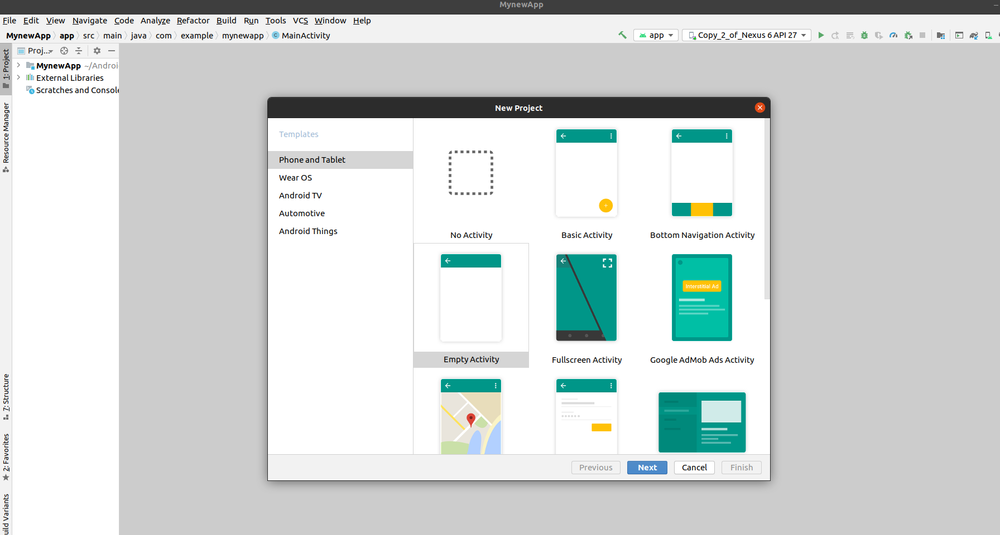 MynewApp
File Edit View Navigate Code Analyze Refactor Build Run Tools VCS Window Help
MynewApp app src main java com example mynewapp MainActivity app Copy_2_of_Nexus 6 API 27
1: Project
Proj...
MynewApp ~/Androi
External Libraries
Scratches and Console
Resource Manager
New Project
Templates
Phone and Tablet
Wear OS
Android TV
Automotive
Android Things
No Activity Basic Activity Bottom Navigation Activity
Interstitial Ad
Empty Activity Fullscreen Activity Google AdMob Ads Activity
7: Structure
2: Favorites
uild Variants
Previous Next Cancel Finish